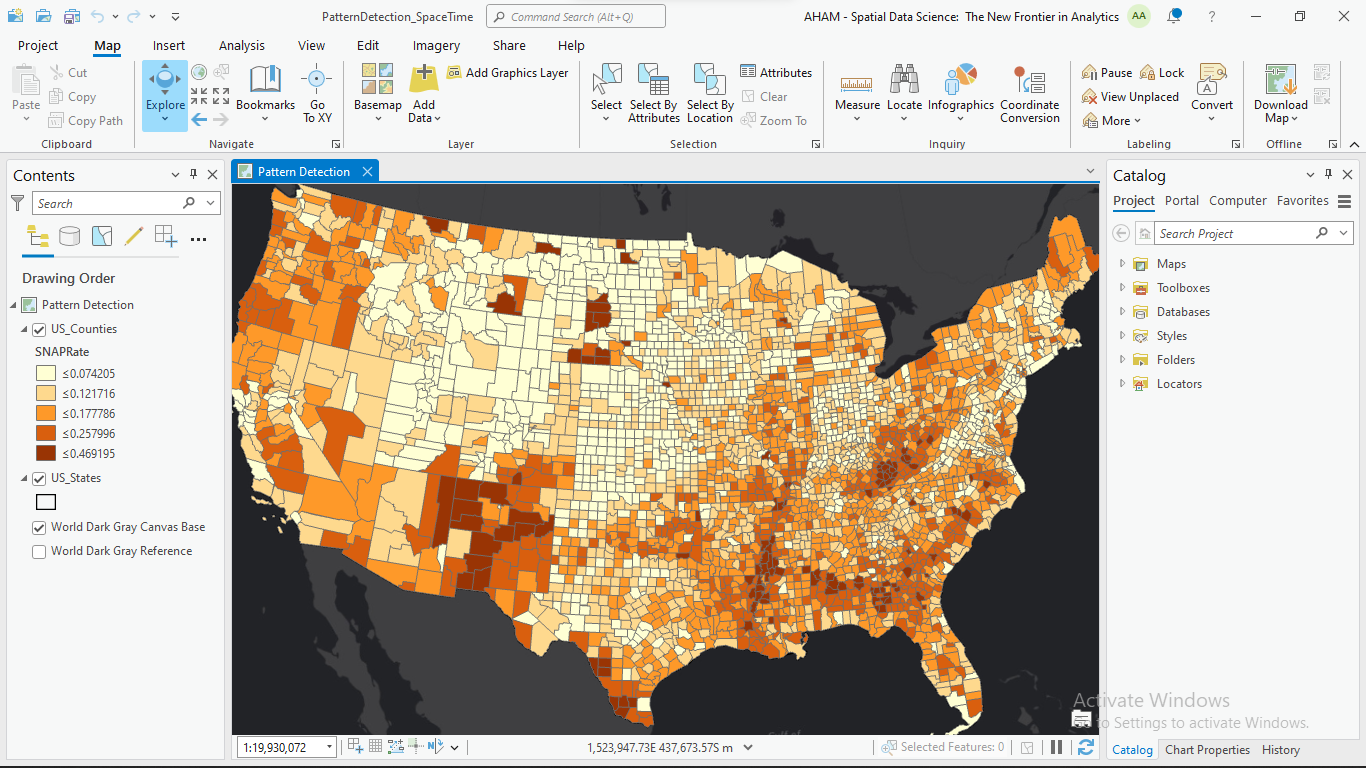 PatternDetection_SpaceTime
Command Search (Alt+Q)
AHAM - Spatial Data Science: The New Frontier in Analytics
AA
Project Map Insert Analysis View Edit Imagery Share Help
Paste
Cut
Copy
Copy Path
Clipboard
Explore
Bookmarks
Go To XY
Navigate
Basemap
Add Data
Add Graphics Layer
Layer
Select
Select By Attributes
Select By Location
Attributes
Clear
Zoom To
Selection
Measure
Locate
Infographics
Coordinate Conversion
Inquiry
Pause
Lock
View Unplaced
More
Convert
Labeling
Download Map
Offline
Contents
Search
Drawing Order
Pattern Detection
US_Counties
SNAPRate
≤0.074205
≤0.121716
≤0.177786
≤0.257996
≤0.469195
US_States
World Dark Gray Canvas Base
World Dark Gray Reference
Pattern Detection
1:19,930,072
1,523,947.73E 437,673.57S m
Selected Features: 0
Catalog
Project Portal Computer Favorites
Search Project
Maps
Toolboxes
Databases
Styles
Folders
Locators
Activate Windows
to Settings to activate Windows.
Catalog Chart Properties History